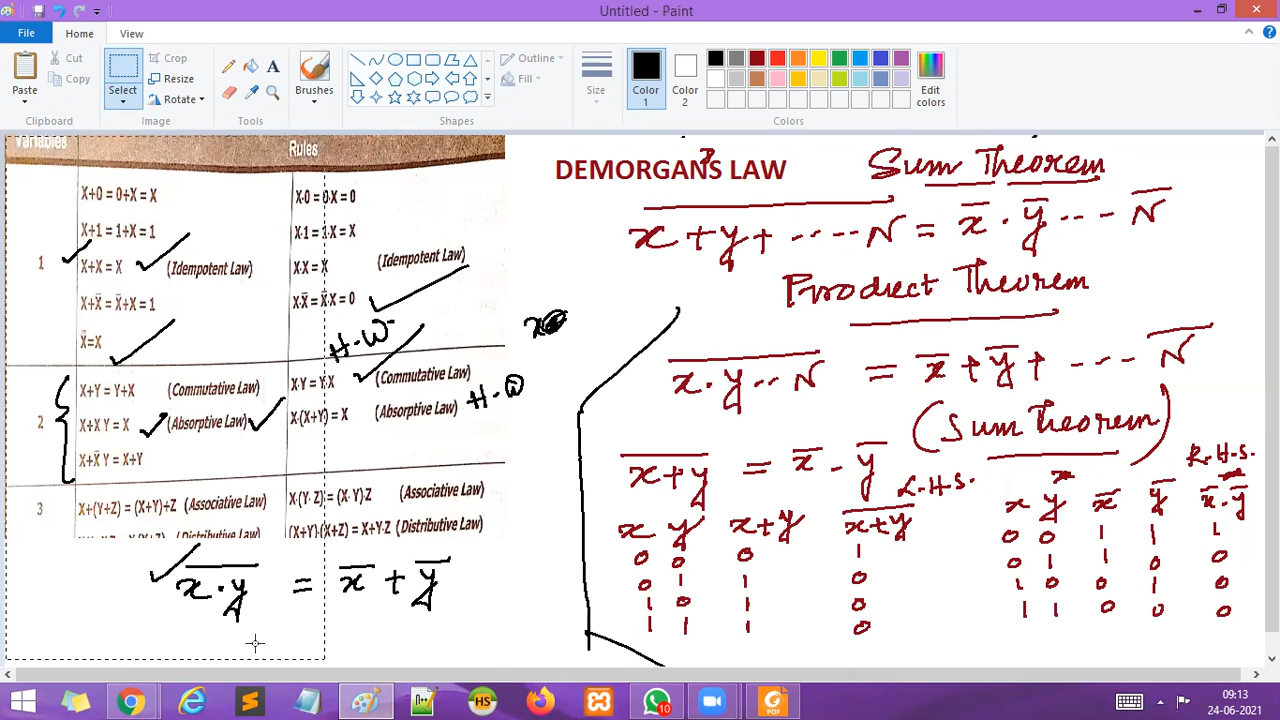 Untitled - Paint
File
Home
View
Paste
Cut
Copy
Clipboard
Select
Crop
Resize
Rotate
Image
Tools
Brushes
Shapes
Outline
Fill
Size
Color 1
Color 2
Edit colors
Colors
Variables
Rules
1
X+0 = 0+X = X
X·0 = 0·X = 0
X+1 = 1+X = 1
X·1 = 1·X = X
X+X = X (Idempotent Law)
X·X = X (Idempotent Law)
X+X̄ = X̄+X = 1
X·X̄ = X̄·X = 0
X̿=X
H-W
2
X+Y = Y+X (Commutative Law)
X·Y = Y·X (Commutative Law)
X+X Y = X (Absorptive Law)
X·(X+Y) = X (Absorptive Law)
H-W
X+X̄ Y = X+Y
3
X+(Y+Z) = (X+Y)+Z (Associative Law)
X·(Y·Z) = (X·Y)·Z (Associative Law)
(Distributive Law)
(X+Y)·(X+Z) = X+Y·Z (Distributive Law)
x̅·̅y̅ = x̅ + y̅
DEMORGANS LAW
Sum Theorem
x̅+̅y̅+̅.̅.̅.̅.̅.̅N̅ = x̅ · y̅ .... N̅
Product Theorem
x̅·̅y̅.̅.̅N̅ = x̅ + y̅ + .... N̅
(Sum Theorem)
x̅+̅y̅ = x̅ · y̅
L.H.S.
R.H.S.
x y x+y x̅+̅y̅
0 0 0 1
0 1 1 0
1 0 1 0
1 1 1 0
x y x̅ y̅ x̅·y̅
0 0 1 1 1
0 1 1 0 0
1 0 0 1 0
1 1 0 0 0
10
PDF
09:13
24-06-2021